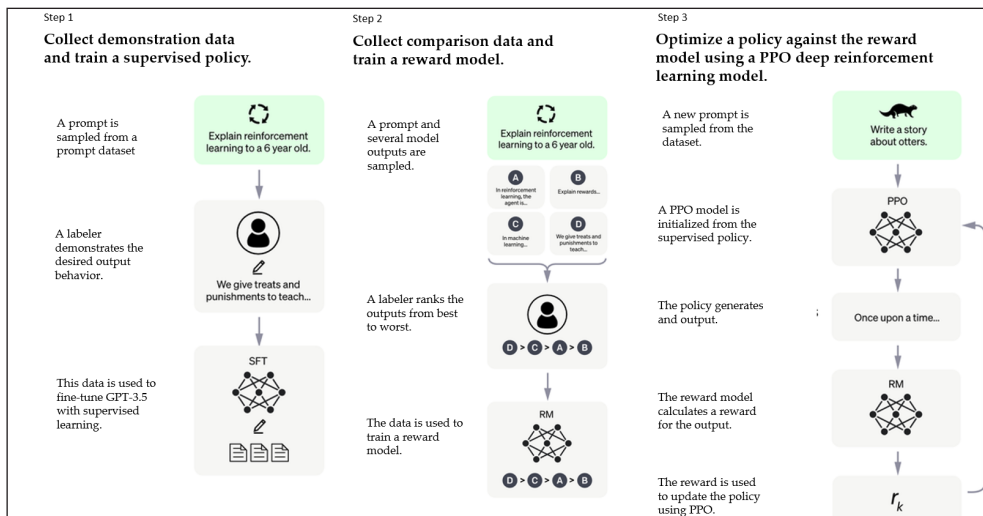 Step 1
Collect demonstration data
and train a supervised policy.
A prompt is
sampled from a
prompt dataset
Explain reinforcement
learning to a 6 year old.
A labeler
demonstrates the
desired output
behavior.
We give treats and
punishments to teach...
This data is used to
fine-tune GPT-3.5
with supervised
learning.
SFT
Step 2
Collect comparison data and
train a reward model.
A prompt and
several model
outputs are
sampled.
Explain reinforcement
learning to a 6 year old.
A
In reinforcement
learning, the
agent is...
B
Explain rewards...
C
In machine
learning...
D
We give treats and
punishments to
teach...
A labeler ranks the
outputs from best
to worst.
D > C > A > B
The data is used to
train a reward
model.
RM
D > C > A > B
Step 3
Optimize a policy against the reward
model using a PPO deep reinforcement
learning model.
A new prompt is
sampled from the
dataset.
Write a story
about otters.
A PPO model is
initialized from the
supervised policy.
PPO
The policy generates
and output.
Once upon a time...
The reward model
calculates a reward
for the output.
RM
The reward is used
to update the policy
using PPO.
rₖ